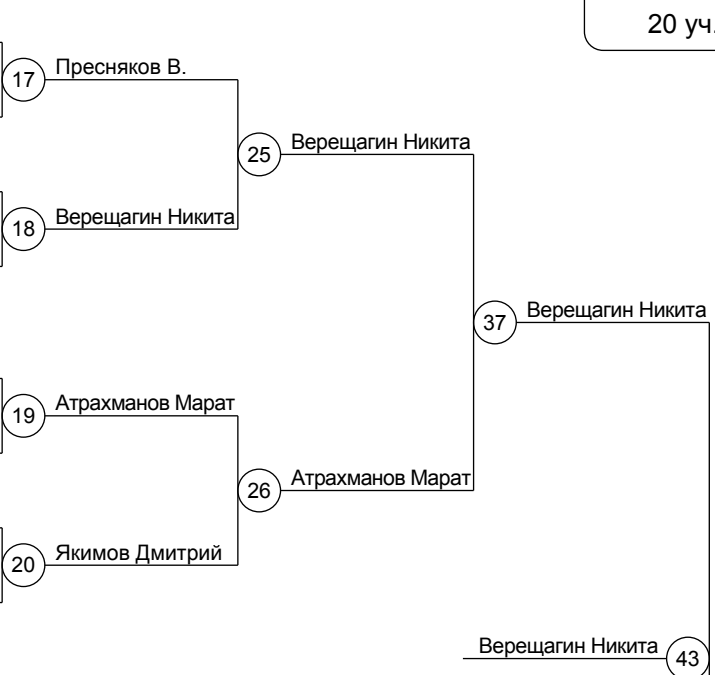 20 уч.
17 Пресняков В.
25 Верещагин Никита
18 Верещагин Никита
37 Верещагин Никита
19 Атрахманов Марат
26 Атрахманов Марат
20 Якимов Дмитрий
Верещагин Никита 43